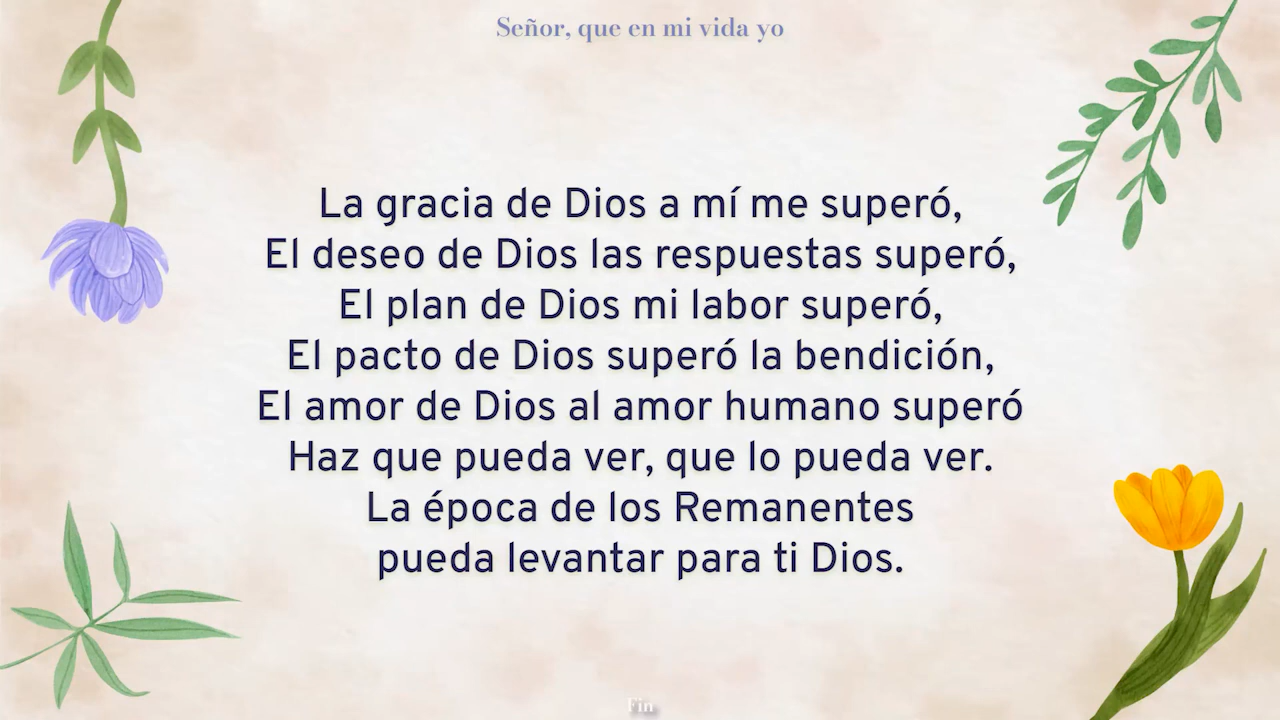 Señor, que en mi vida yo
La gracia de Dios a mí me superó,
El deseo de Dios las respuestas superó,
El plan de Dios mi labor superó,
El pacto de Dios superó la bendición,
El amor de Dios al amor humano superó
Haz que pueda ver, que lo pueda ver.
La época de los Remanentes
pueda levantar para ti Dios.
Fin